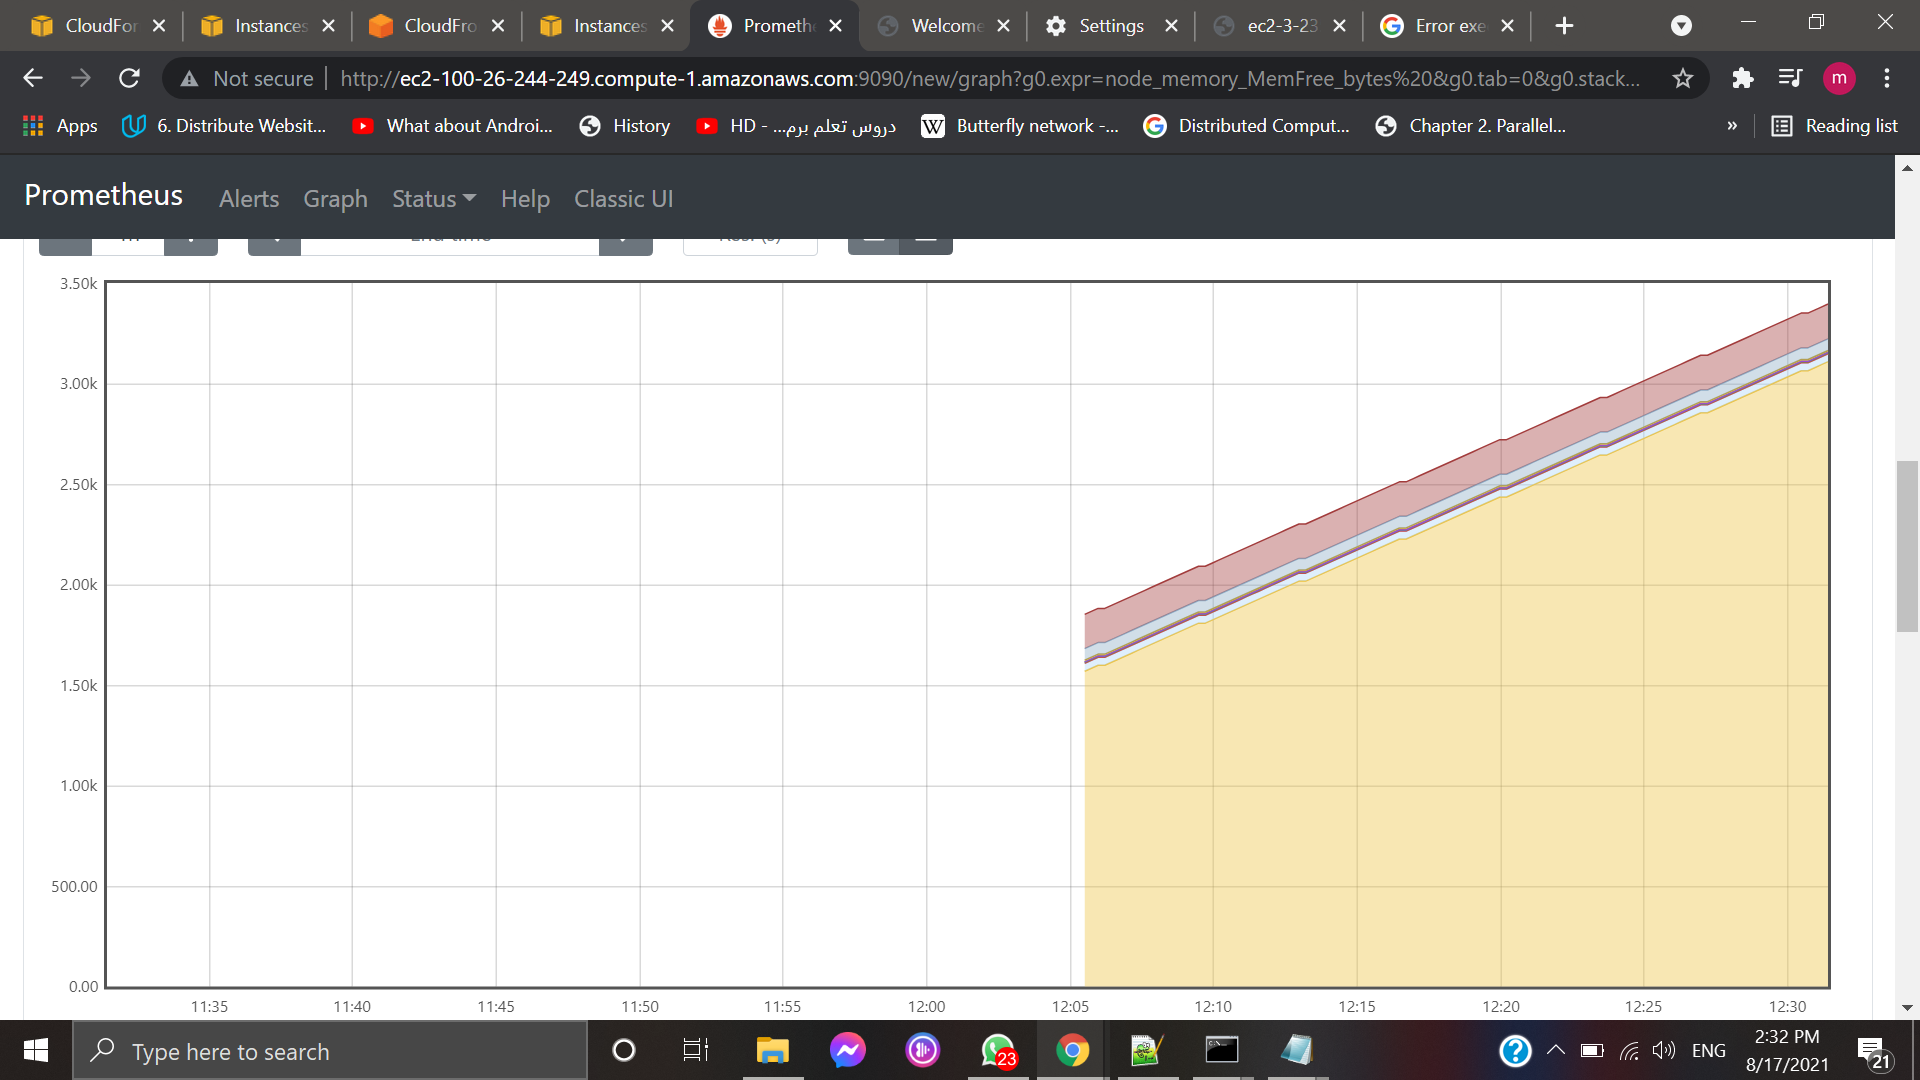 CloudFor
Instances
CloudFro
Instances
Prometh
Welcome
Settings
ec2-3-23
Error exe
Not secure
http://ec2-100-26-244-249.compute-1.amazonaws.com:9090/new/graph?g0.expr=node_memory_MemFree_bytes%20&g0.tab=0&g0.stack...
m
Apps
6. Distribute Websit...
What about Androi...
History
HD - ...دروس تعلم برم
Butterfly network -...
Distributed Comput...
Chapter 2. Parallel...
»
Reading list
Prometheus
Alerts
Graph
Status
Help
Classic UI
3.50k
3.00k
2.50k
2.00k
1.50k
1.00k
500.00
0.00
11:35
11:40
11:45
11:50
11:55
12:00
12:05
12:10
12:15
12:20
12:25
12:30
Type here to search
23
ENG
2:32 PM
8/17/2021
21